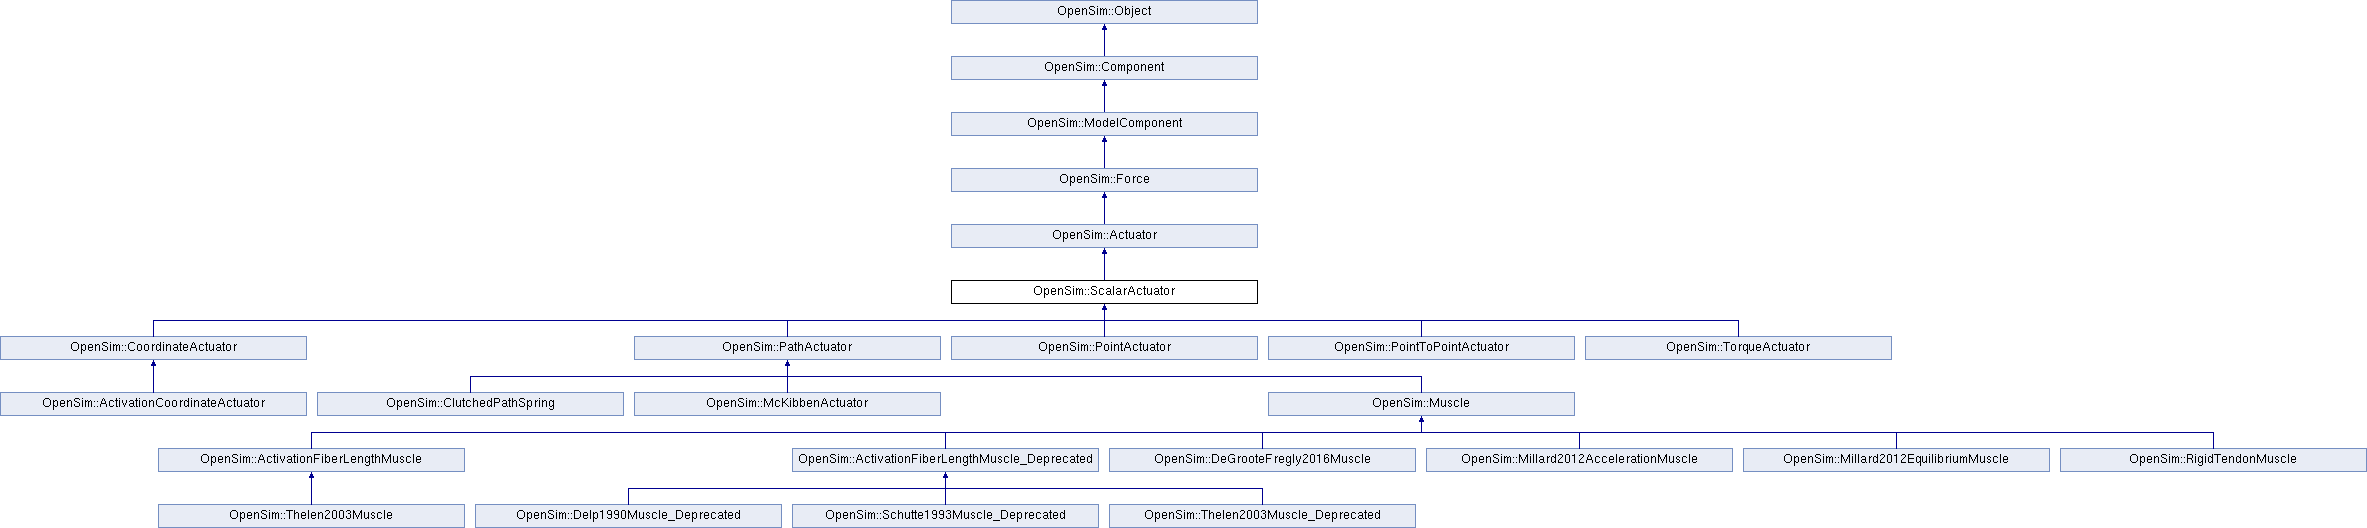 OpenSim::Object
OpenSim::Component
OpenSim::ModelComponent
OpenSim::Force
OpenSim::Actuator
OpenSim::ScalarActuator
OpenSim::CoordinateActuator
OpenSim::PathActuator
OpenSim::PointActuator
OpenSim::PointToPointActuator
OpenSim::TorqueActuator
OpenSim::ActivationCoordinateActuator
OpenSim::ClutchedPathSpring
OpenSim::McKibbenActuator
OpenSim::Muscle
OpenSim::ActivationFiberLengthMuscle
OpenSim::ActivationFiberLengthMuscle_Deprecated
OpenSim::DeGrooteFregly2016Muscle
OpenSim::Millard2012AccelerationMuscle
OpenSim::Millard2012EquilibriumMuscle
OpenSim::RigidTendonMuscle
OpenSim::Thelen2003Muscle
OpenSim::Delp1990Muscle_Deprecated
OpenSim::Schutte1993Muscle_Deprecated
OpenSim::Thelen2003Muscle_Deprecated